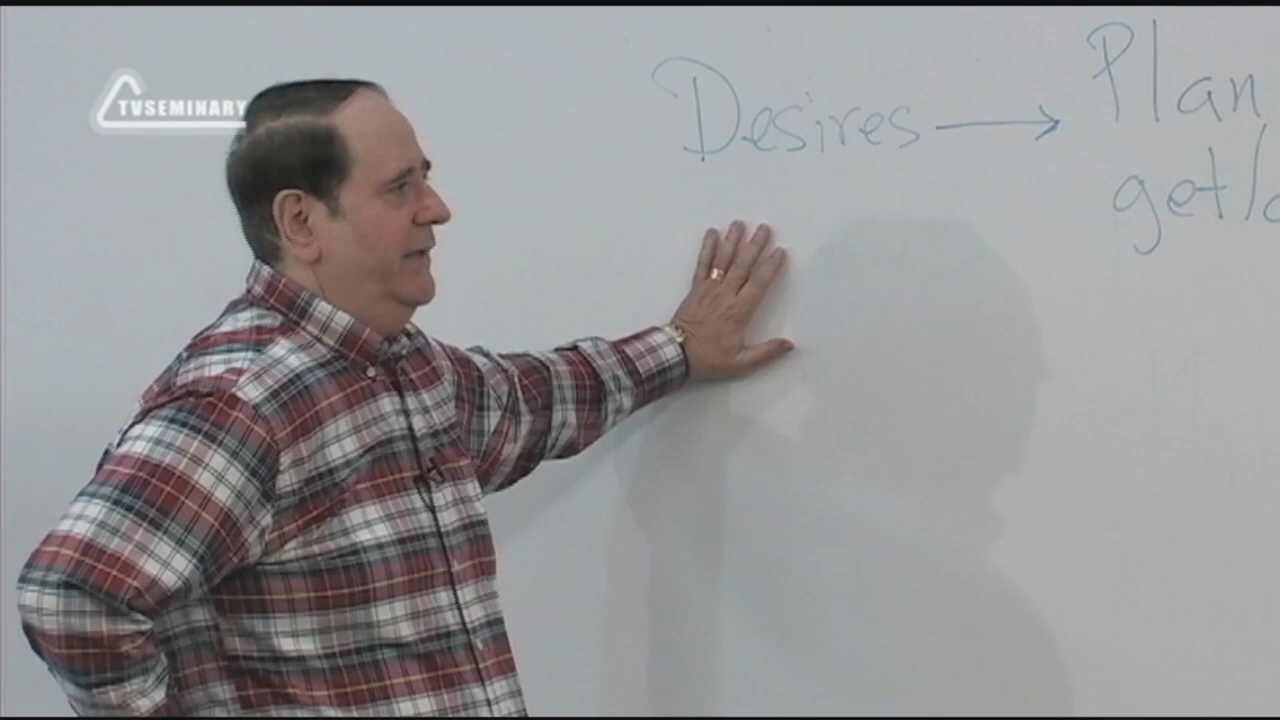 TVSEMINARY
Desires → Plan
get/